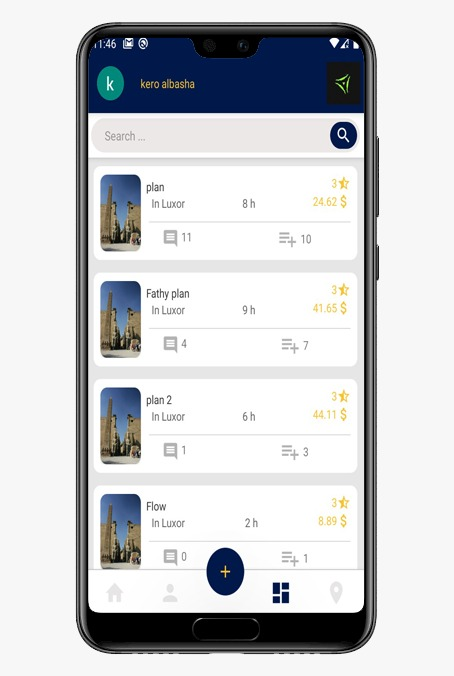 11:46
k
kero albasha
Search ...
plan
3
In Luxor 8 h 24.62 $
11 10
Fathy plan
3
In Luxor 9 h 41.65 $
4 7
plan 2
3
In Luxor 6 h 44.11 $
1 3
Flow
3
In Luxor 2 h 8.89 $
0 1
+